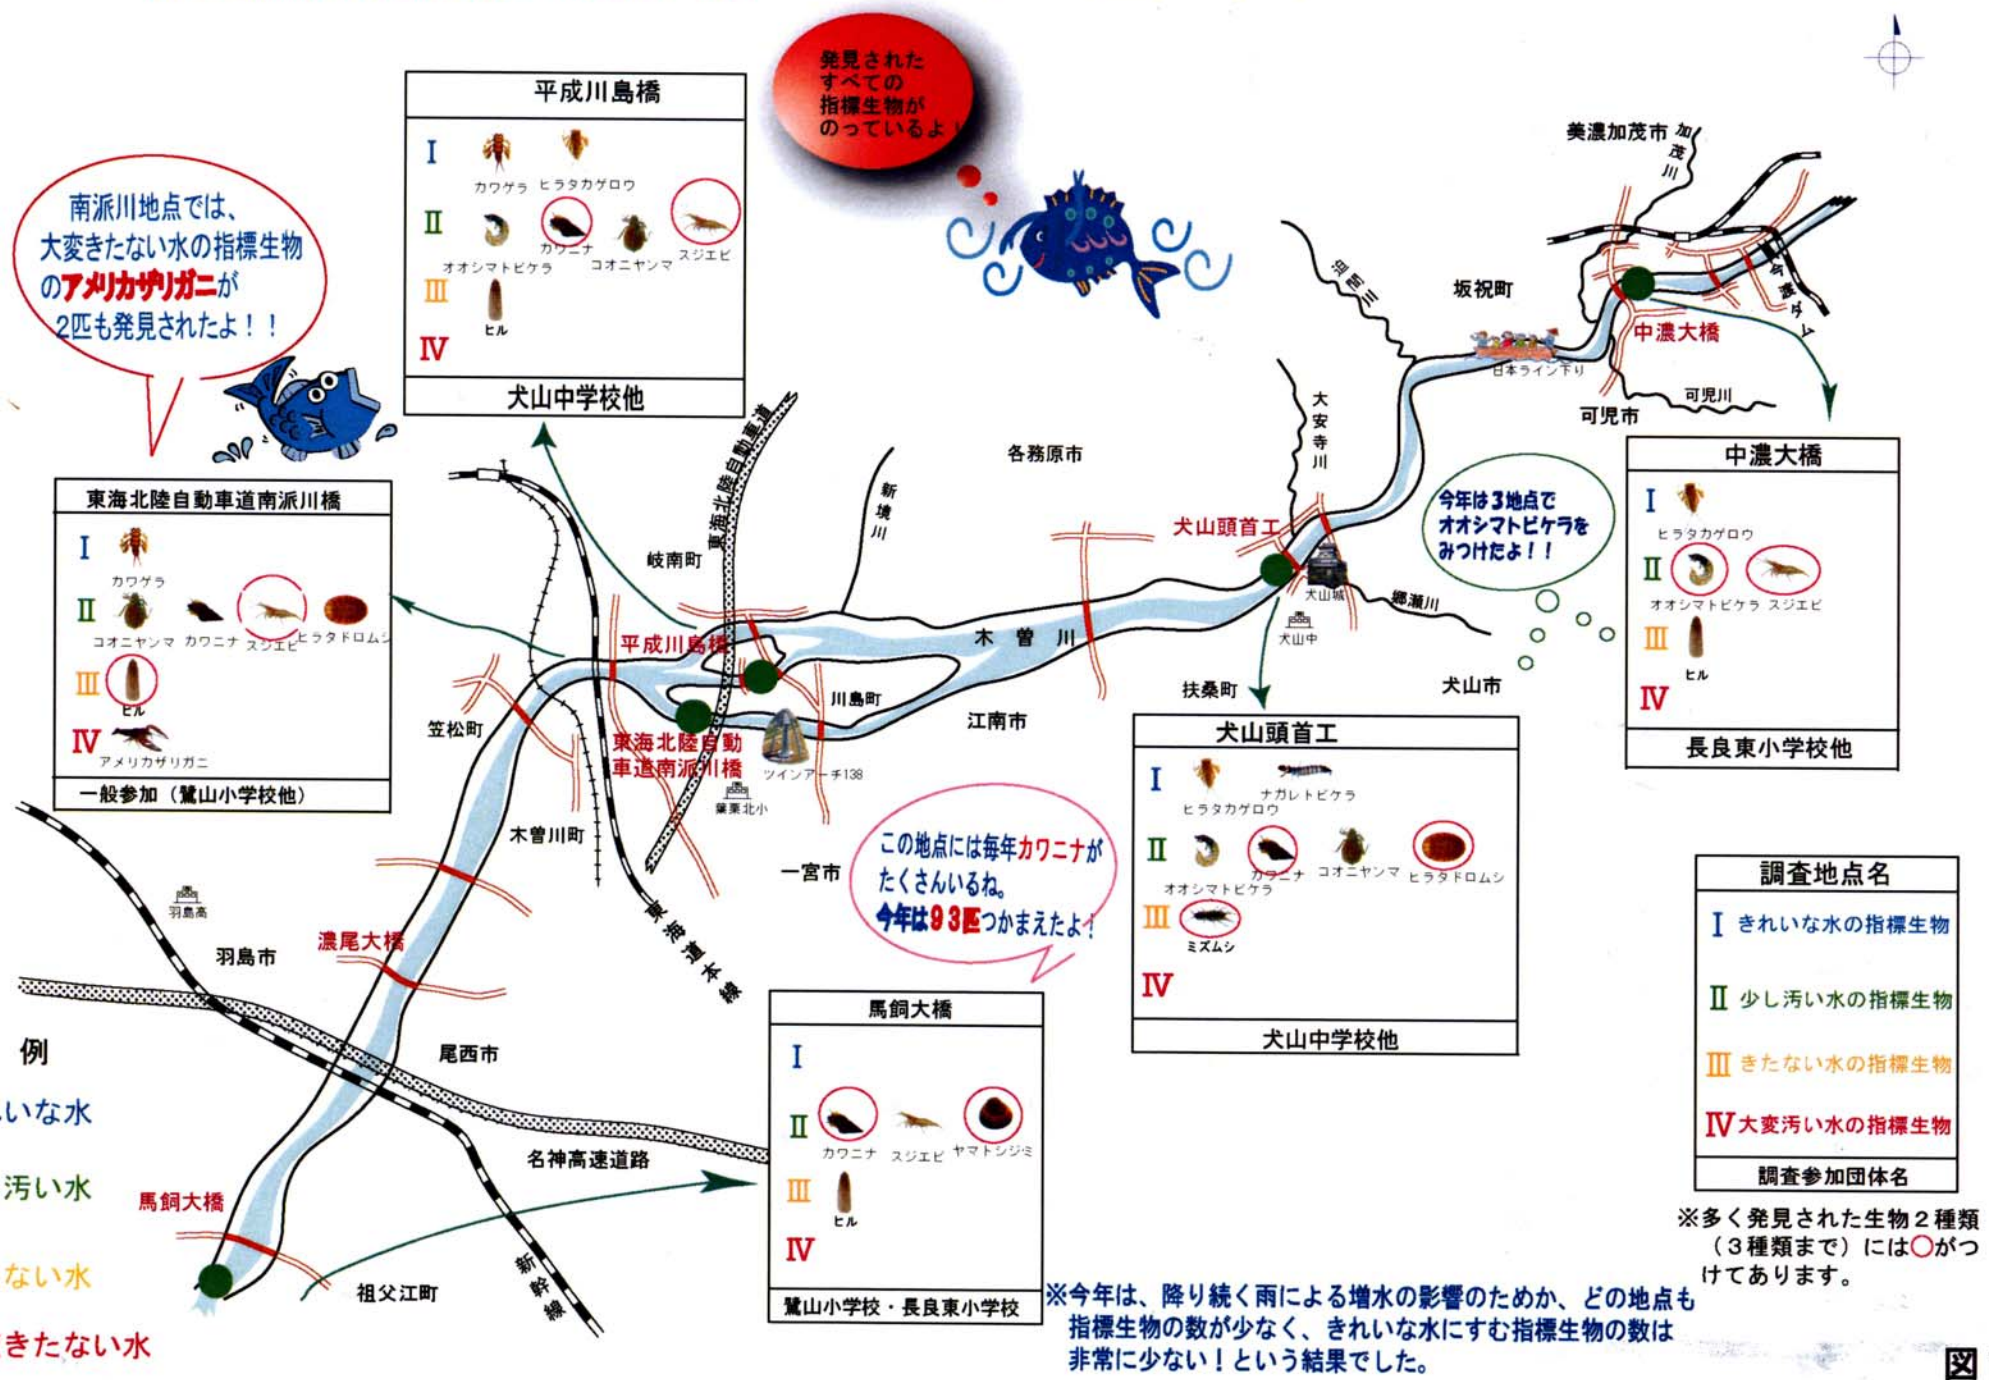 発見された
すべての
指標生物が
のっているよ！
平成川島橋
Ⅰ
カワゲラ ヒラタカゲロウ
Ⅱ
オオシマトビケラ カワニナ コオニヤンマ スジエビ
Ⅲ
ヒル
Ⅳ
犬山中学校他
南派川地点では、
大変きたない水の指標生物
のアメリカザリガニが
2匹も発見されたよ！！
東海北陸自動車道南派川橋
Ⅰ
カワゲラ
Ⅱ
コオニヤンマ カワニナ スジエビ ヒラタドロムシ
Ⅲ
ヒル
Ⅳ
アメリカザリガニ
一般参加（鷺山小学校他）
美濃加茂市
加茂川
今渡ダム
中濃大橋
可児川
可児市
坂祝町
迫間川
日本ライン下り
大安寺川
各務原市
新境川
東海北陸自動車道
岐南町
犬山頭首工
犬山城
犬山中
郷瀬川
犬山市
扶桑町
木曽川
江南市
川島町
平成川島橋
東海北陸自動
車道南派川橋
ツインアーチ138
葉栗北小
笠松町
木曽川町
一宮市
東海道本線
羽島高
羽島市
濃尾大橋
尾西市
名神高速道路
馬飼大橋
祖父江町
新幹線
今年は３地点で
オオシマトビケラを
みつけたよ！！
中濃大橋
Ⅰ
ヒラタカゲロウ
Ⅱ
オオシマトビケラ スジエビ
Ⅲ
ヒル
Ⅳ
長良東小学校他
犬山頭首工
Ⅰ
ヒラタカゲロウ ナガレトビケラ
Ⅱ
オオシマトビケラ カワニナ コオニヤンマ ヒラタドロムシ
Ⅲ
ミズムシ
Ⅳ
犬山中学校他
この地点には毎年カワニナが
たくさんいるね。
今年は９３匹つかまえたよ！
馬飼大橋
Ⅰ
Ⅱ
カワニナ スジエビ ヤマトシジミ
Ⅲ
ヒル
Ⅳ
鷺山小学校・長良東小学校
調査地点名
Ⅰ きれいな水の指標生物
Ⅱ 少し汚い水の指標生物
Ⅲ きたない水の指標生物
Ⅳ 大変汚い水の指標生物
調査参加団体名
※多く発見された生物２種類
（３種類まで）には○がつ
けてあります。
例
いな水
汚い水
ない水
きたない水
※今年は、降り続く雨による増水の影響のためか、どの地点も
指標生物の数が少なく、きれいな水にすむ指標生物の数は
非常に少ない！という結果でした。
図